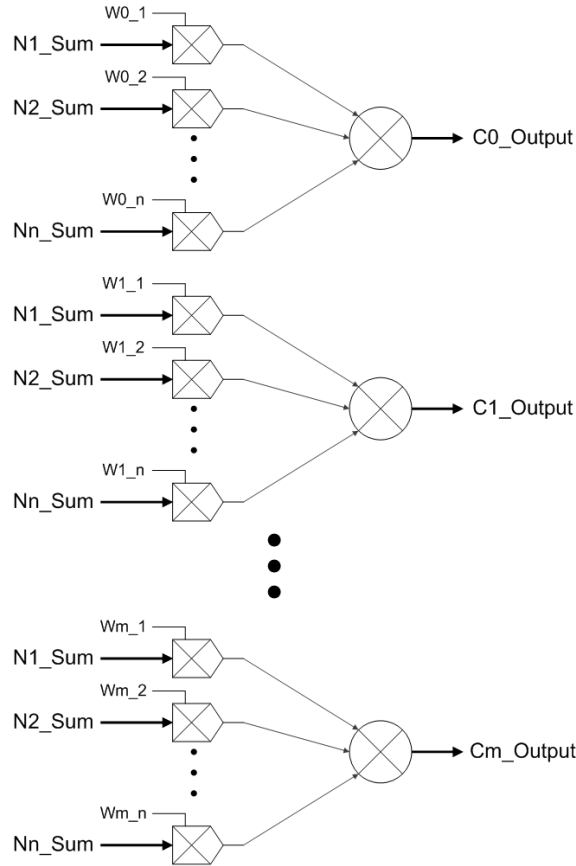 W0_1
N1_Sum
W0_2
N2_Sum
C0_Output
W0_n
Nn_Sum
W1_1
N1_Sum
W1_2
N2_Sum
C1_Output
W1_n
Nn_Sum
Wm_1
N1_Sum
Wm_2
N2_Sum
Cm_Output
Wm_n
Nn_Sum